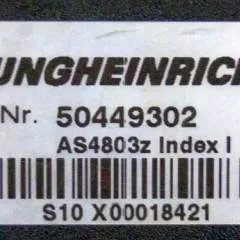 UNGHEINRICH
Nr. 50449302
AS4803z Index I
S10 X00018421